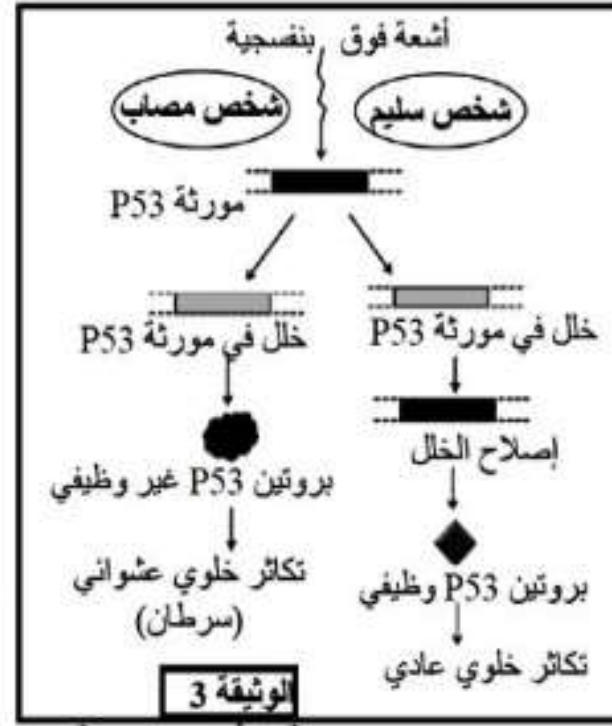 أشعة فوق بنفسجية
شخص سليم
شخص مصاب
مورثة P53
خلل في مورثة P53
خلل في مورثة P53
إصلاح الخلل
بروتين P53 غير وظيفي
بروتين P53 وظيفي
تكاثر خلوي عشوائي
(سرطان)
تكاثر خلوي عادي
الوثيقة 3